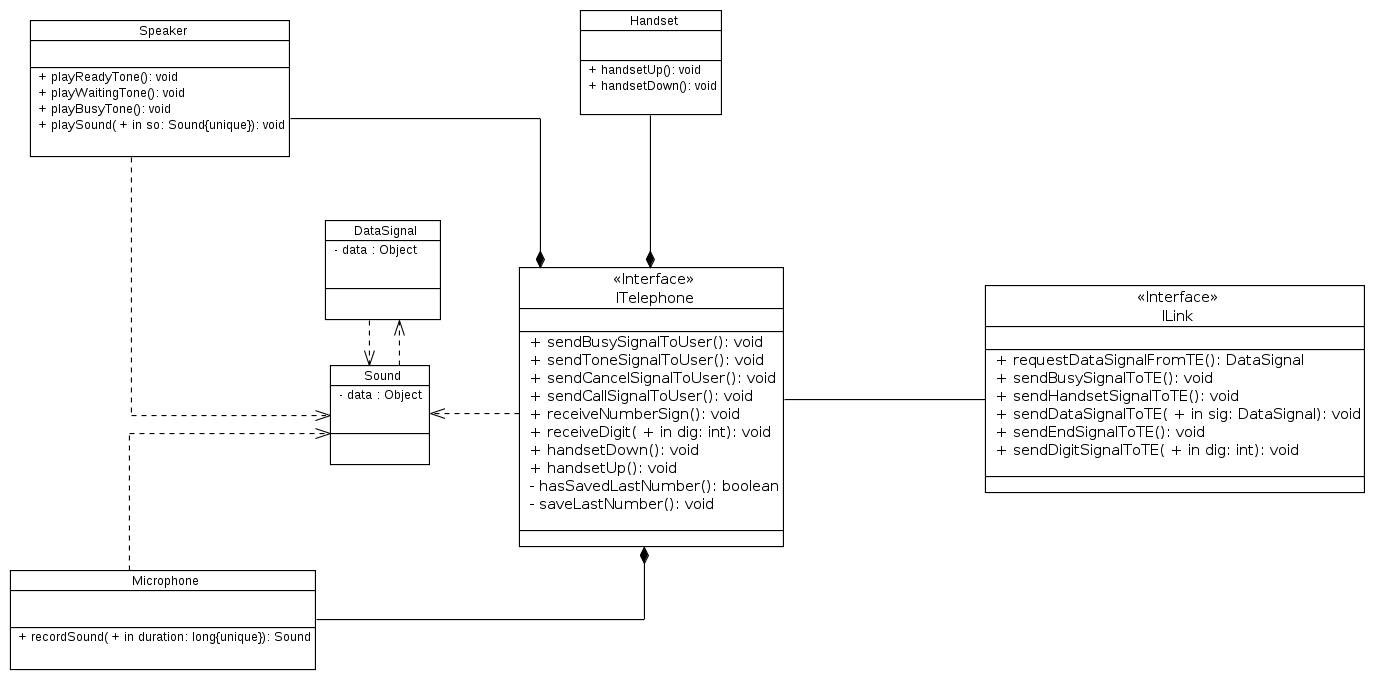 Speaker
+ playReadyTone(): void
+ playWaitingTone(): void
+ playBusyTone(): void
+ playSound( + in so: Sound{unique}): void
Handset
+ handsetUp(): void
+ handsetDown(): void
DataSignal
- data : Object
Sound
- data : Object
«Interface»
ITelephone
+ sendBusySignalToUser(): void
+ sendToneSignalToUser(): void
+ sendCancelSignalToUser(): void
+ sendCallSignalToUser(): void
+ receiveNumberSign(): void
+ receiveDigit( + in dig: int): void
+ handsetDown(): void
+ handsetUp(): void
- hasSavedLastNumber(): boolean
- saveLastNumber(): void
«Interface»
ILink
+ requestDataSignalFromTE(): DataSignal
+ sendBusySignalToTE(): void
+ sendHandsetSignalToTE(): void
+ sendDataSignalToTE( + in sig: DataSignal): void
+ sendEndSignalToTE(): void
+ sendDigitSignalToTE( + in dig: int): void
Microphone
+ recordSound( + in duration: long{unique}): Sound